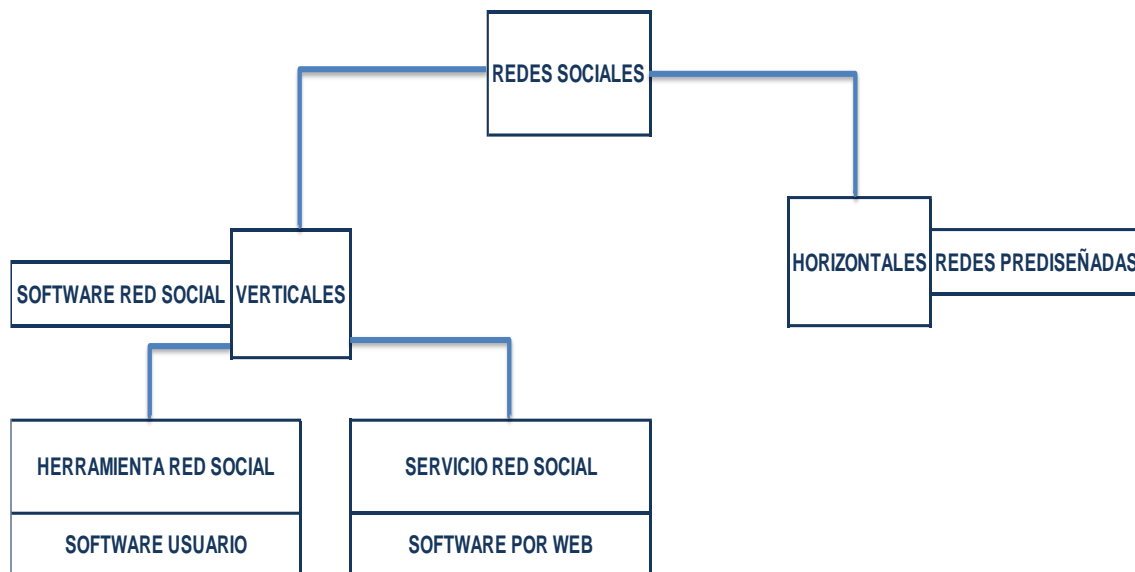 REDES SOCIALES
HORIZONTALES
REDES PREDISEÑADAS
SOFTWARE RED SOCIAL
VERTICALES
HERRAMIENTA RED SOCIAL
SERVICIO RED SOCIAL
SOFTWARE USUARIO
SOFTWARE POR WEB